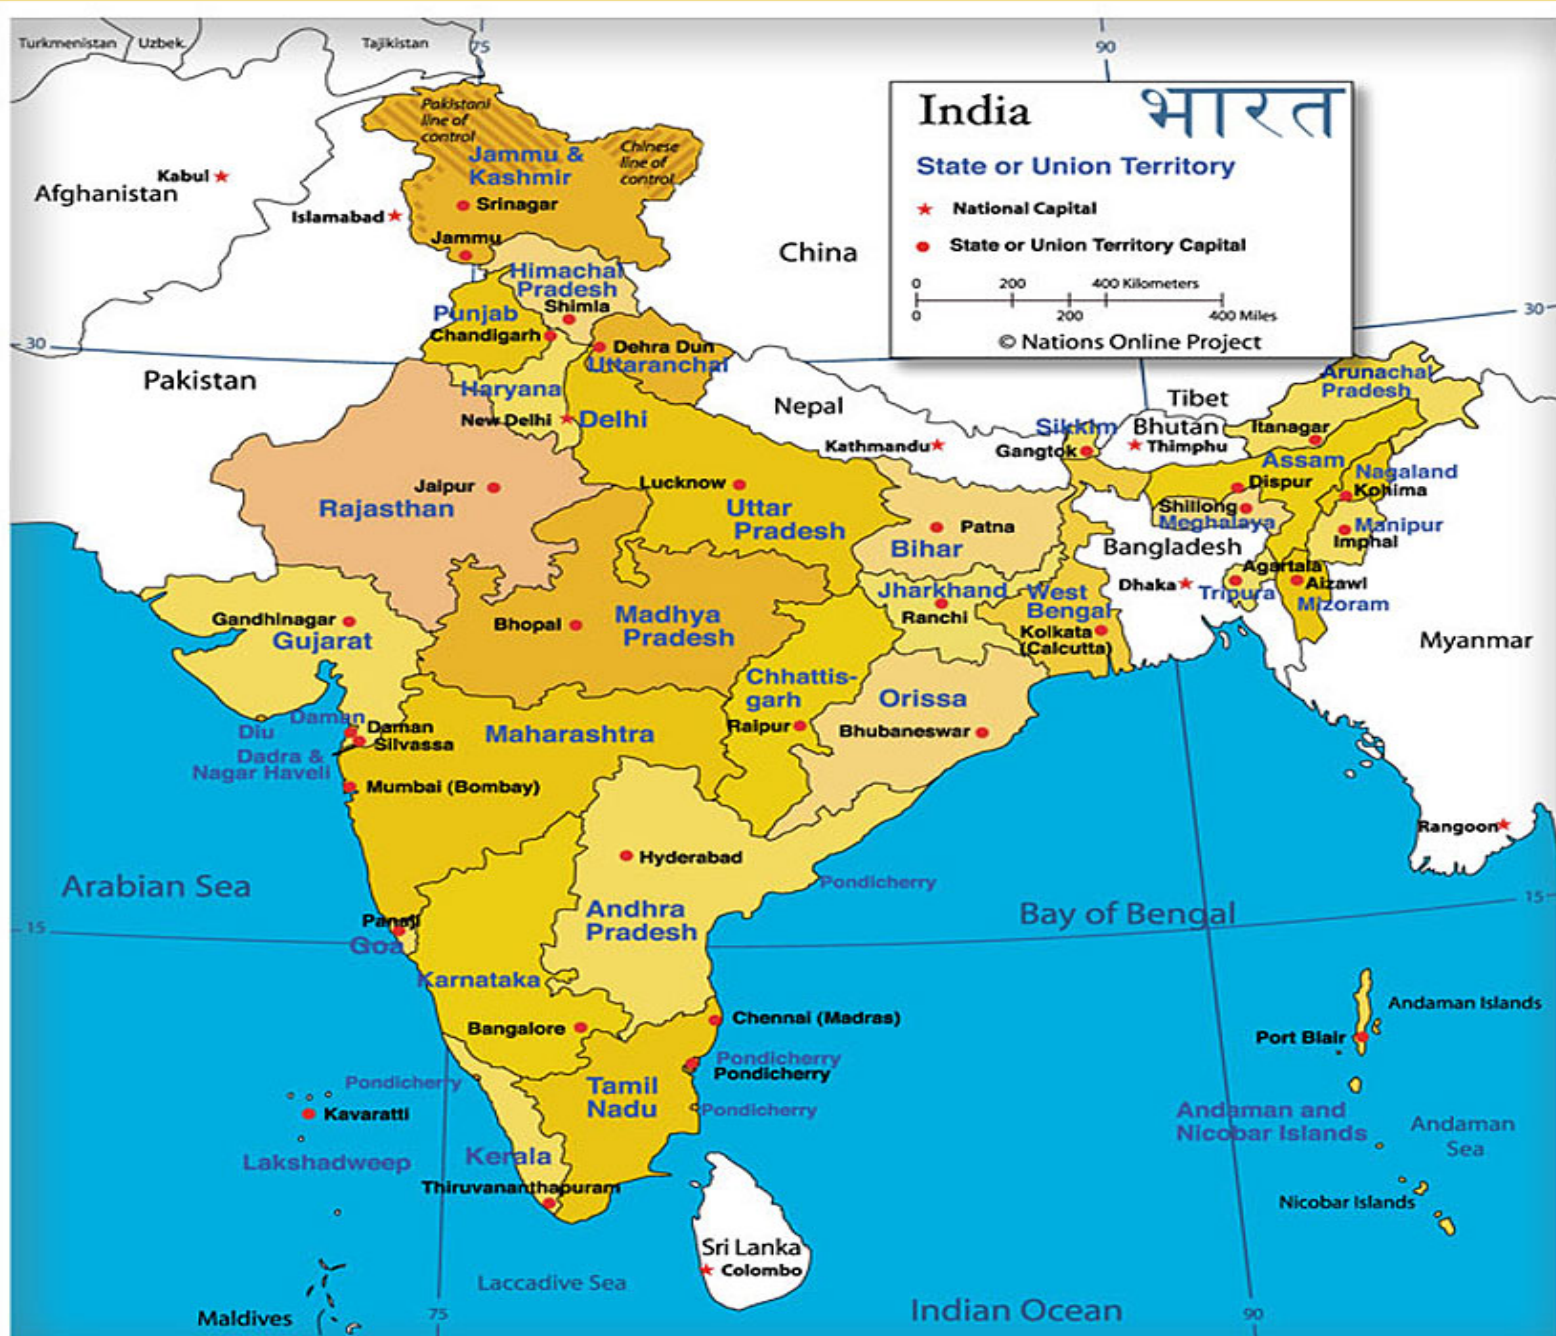 Turkmenistan
Uzbek.
Tajikistan
75
90
India
भारत
State or Union Territory
National Capital
State or Union Territory Capital
0
200
400 Kilometers
0
200
400 Miles
© Nations Online Project
Pakistani
line of
control
Chinese
line of
control
Jammu &
Kashmir
Kabul
Afghanistan
Islamabad
Srinagar
Jammu
China
Himachal
Pradesh
Shimla
Punjab
Chandigarh
30
30
Dehra Dun
Uttaranchal
Pakistan
Haryana
New Delhi
Delhi
Nepal
Kathmandu
Tibet
Sikkim
Gangtok
Bhutan
Thimphu
Arunachal
Pradesh
Itanagar
Assam
Dispur
Nagaland
Kohima
Shillong
Meghalaya
Manipur
Imphal
Jaipur
Rajasthan
Lucknow
Uttar
Pradesh
Patna
Bihar
Bangladesh
Dhaka
Agartala
Tripura
Aizawl
Mizoram
Jharkhand
Ranchi
West
Bengal
Kolkata
(Calcutta)
Gandhinagar
Gujarat
Bhopal
Madhya
Pradesh
Myanmar
Chhattis-
garh
Raipur
Orissa
Bhubaneswar
Daman
Diu
Daman
Silvassa
Dadra &
Nagar Haveli
Maharashtra
Mumbai (Bombay)
Rangoon
Hyderabad
Arabian Sea
Pondicherry
Bay of Bengal
15
15
Panaji
Goa
Andhra
Pradesh
Karnataka
Bangalore
Chennai (Madras)
Andaman Islands
Port Blair
Pondicherry
Pondicherry
Pondicherry
Pondicherry
Tamil
Nadu
Kavaratti
Lakshadweep
Kerala
Thiruvananthapuram
Andaman and
Nicobar Islands
Andaman
Sea
Nicobar Islands
Sri Lanka
Colombo
Laccadive Sea
Maldives
75
Indian Ocean
90